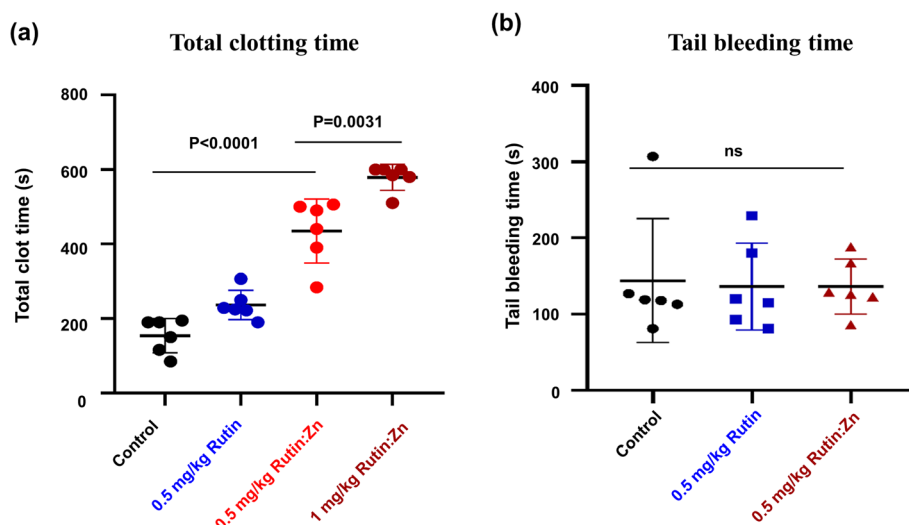 (a)
Total clotting time
Total clot time (s)
800
600
400
200
0
P<0.0001
P=0.0031
Control
0.5 mg/kg Rutin
0.5 mg/kg Rutin:Zn
1 mg/kg Rutin:Zn
(b)
Tail bleeding time
Tail bleeding time (s)
400
300
200
100
0
ns
Control
0.5 mg/kg Rutin
0.5 mg/kg Rutin:Zn